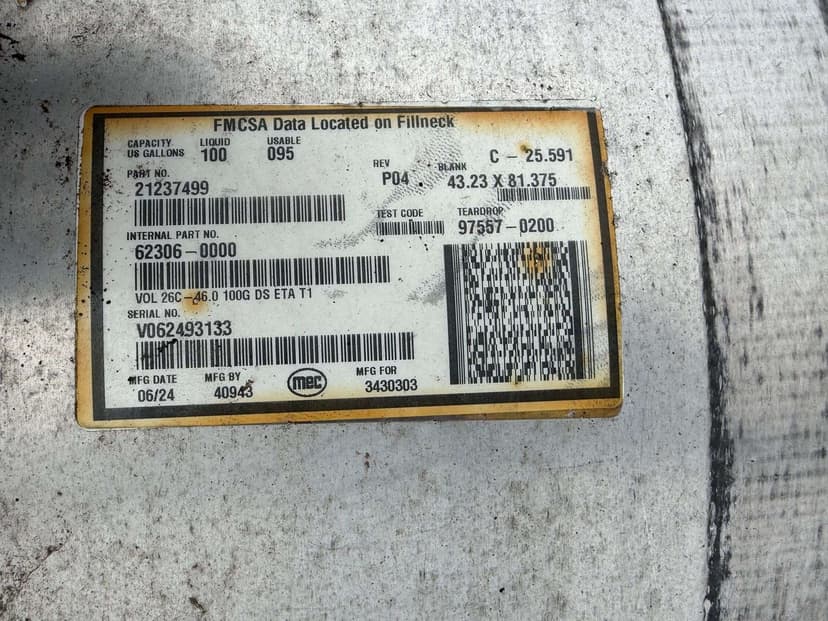 FMCSA Data Located on Fillneck
CAPACITY LIQUID USABLE
US GALLONS 100 095
C - 25.591
PART NO. REV BLANK
21237499 P04 43.23 X 81.375
TEST CODE TEARDROP
97557-0200
INTERNAL PART NO.
62306-0000
VOL 26C-46.0 100G DS ETA T1
SERIAL NO.
V062493133
MFG DATE MFG BY mec MFG FOR
06/24 40943 3430303